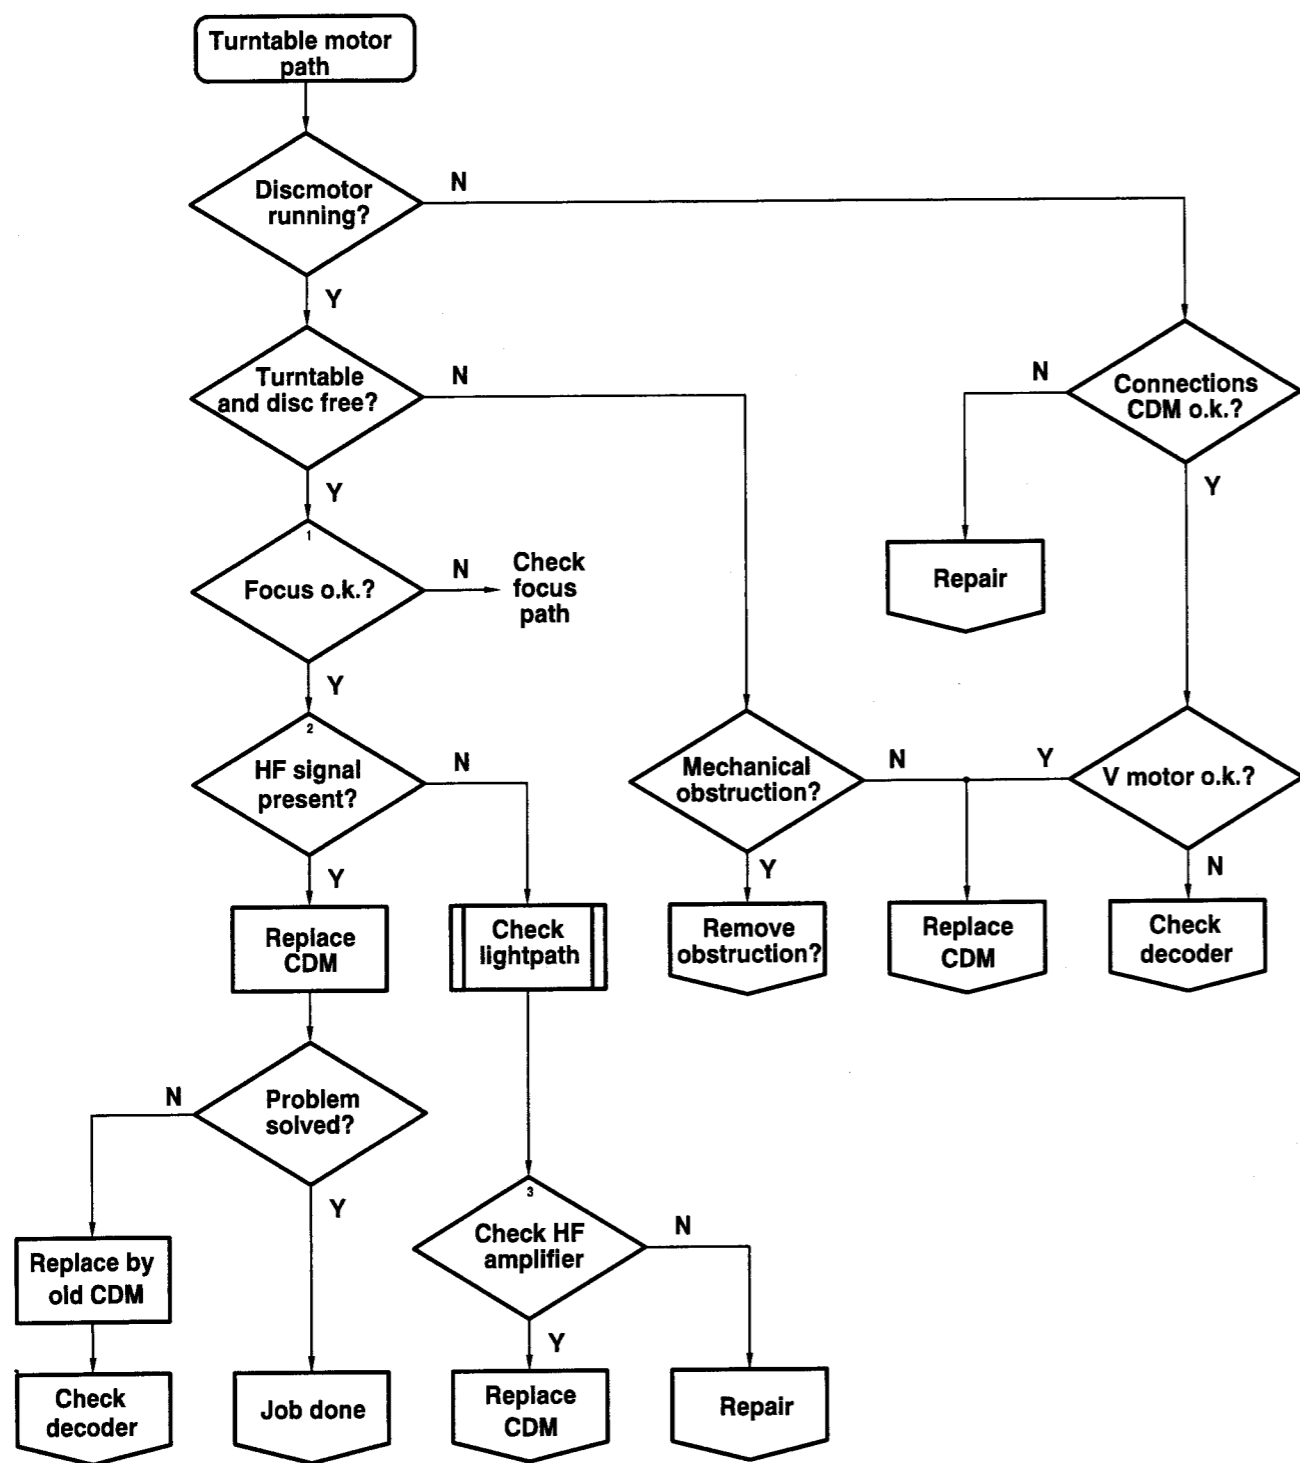 Turntable motor
path
Discmotor
running?
N
Y
Turntable
and disc free?
N
N
Connections
CDM o.k.?
Y
Y
1
Focus o.k.?
N
Check
focus
path
Repair
Y
2
HF signal
present?
N
Mechanical
obstruction?
N
Y
V motor o.k.?
Y
Y
N
Replace
CDM
Check
lightpath
Remove
obstruction?
Replace
CDM
Check
decoder
N
Problem
solved?
Y
3
Check HF
amplifier
N
Replace by
old CDM
Y
Check
decoder
Job done
Replace
CDM
Repair